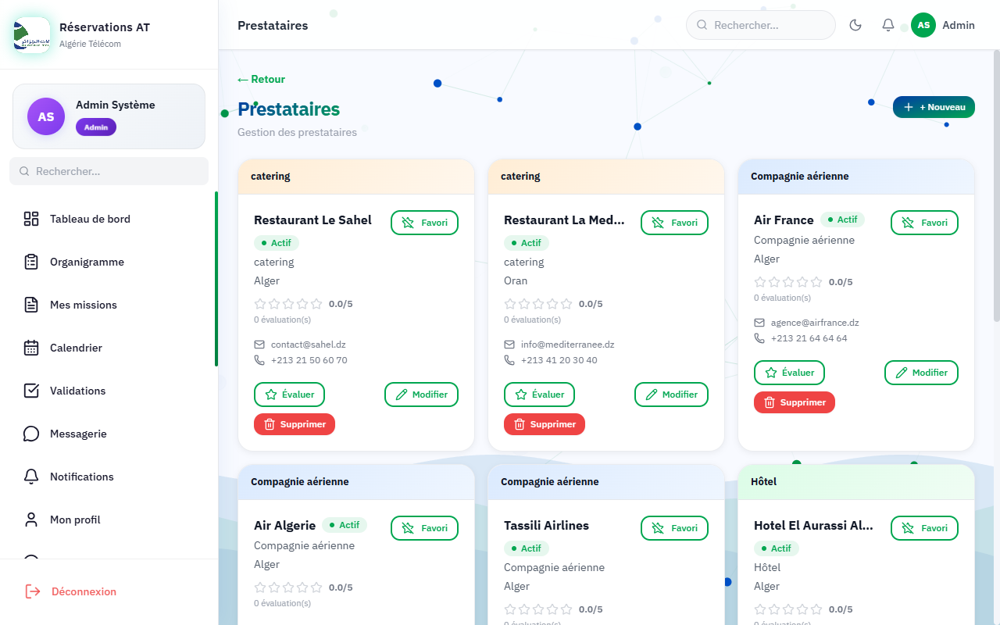 Réservations AT
Algérie Télécom
AS
Admin Système
Admin
Rechercher...
Tableau de bord
Organigramme
Mes missions
Calendrier
Validations
Messagerie
Notifications
Mon profil
Déconnexion
Prestataires
Rechercher...
AS
Admin
← Retour
Prestataires
Gestion des prestataires
+ Nouveau
catering
Restaurant Le Sahel
Favori
Actif
catering
Alger
0.0/5
0 évaluation(s)
contact@sahel.dz
+213 21 50 60 70
Évaluer
Modifier
Supprimer
catering
Restaurant La Med...
Favori
Actif
catering
Oran
0.0/5
0 évaluation(s)
info@mediterranee.dz
+213 41 20 30 40
Évaluer
Modifier
Supprimer
Compagnie aérienne
Air France
Actif
Favori
Compagnie aérienne
Alger
0.0/5
0 évaluation(s)
agence@airfrance.dz
+213 21 64 64 64
Évaluer
Modifier
Supprimer
Compagnie aérienne
Air Algerie
Actif
Favori
Compagnie aérienne
Alger
0.0/5
0 évaluation(s)
Compagnie aérienne
Tassili Airlines
Favori
Actif
Compagnie aérienne
Alger
0.0/5
0 évaluation(s)
Hôtel
Hotel El Aurassi Al...
Favori
Actif
Hôtel
Alger
0.0/5
0 évaluation(s)